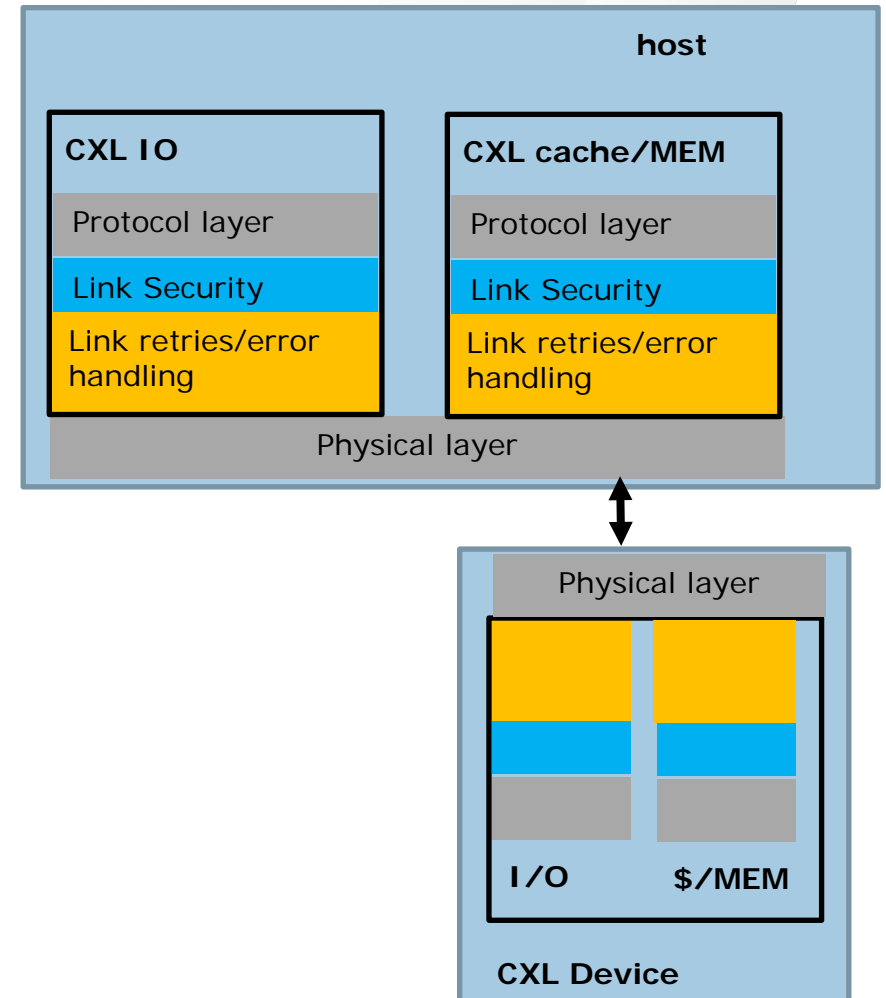 host
CXL IO
Protocol layer
Link Security
Link retries/error
handling
CXL cache/MEM
Protocol layer
Link Security
Link retries/error
handling
Physical layer
Physical layer
I/O
$/MEM
CXL Device